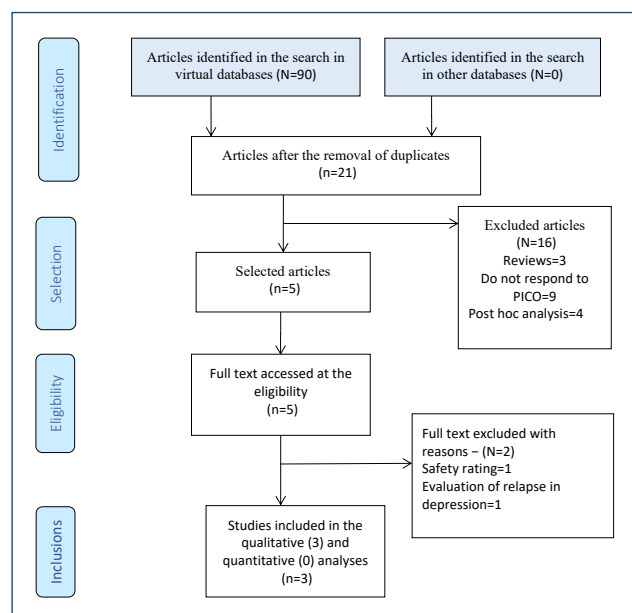 Identification
Articles identified in the search in
virtual databases (N=90)
Articles identified in the search
in other databases (N=0)
Articles after the removal of duplicates
(n=21)
Selection
Excluded articles
(N=16)
Reviews=3
Do not respond to
PICO=9
Post hoc analysis=4
Selected articles
(n=5)
Eligibility
Full text accessed at the
eligibility
(n=5)
Full text excluded with
reasons – (N=2)
Safety rating=1
Evaluation of relapse in
depression=1
Inclusions
Studies included in the
qualitative (3) and
quantitative (0) analyses
(n=3)